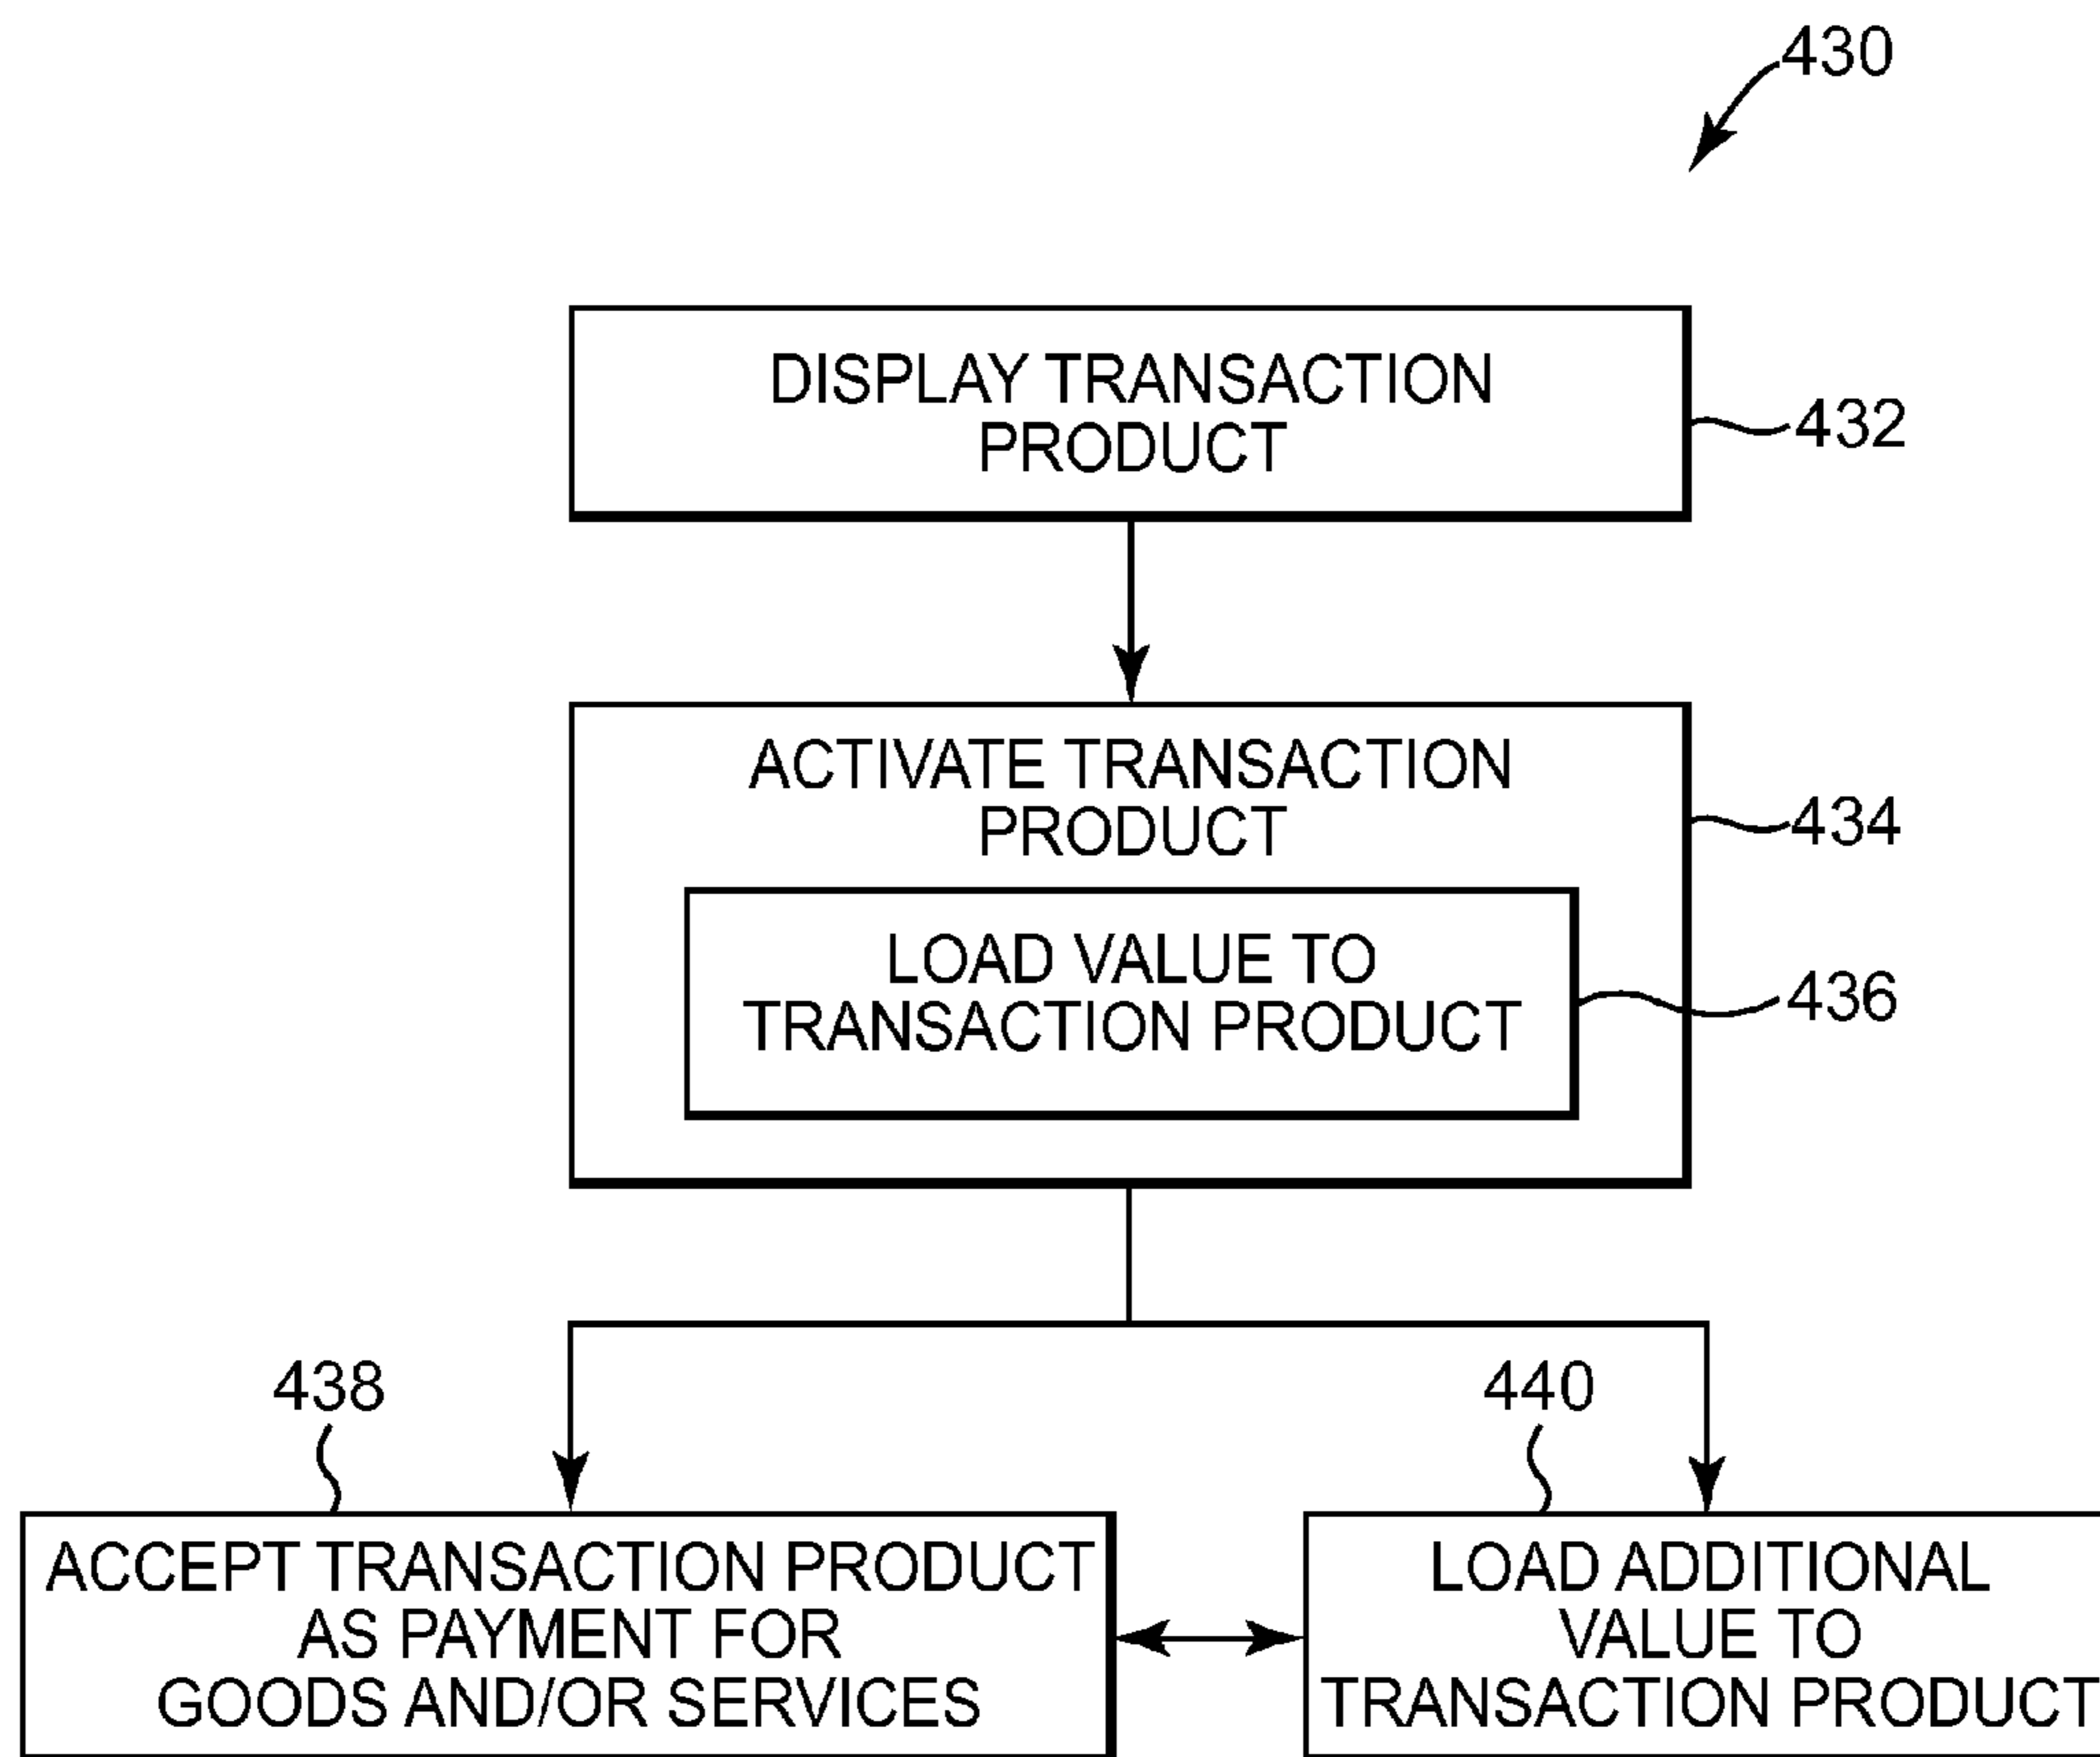 430
DISPLAY TRANSACTION
PRODUCT
432
ACTIVATE TRANSACTION
PRODUCT
434
LOAD VALUE TO
TRANSACTION PRODUCT
436
438
440
ACCEPT TRANSACTION PRODUCT
AS PAYMENT FOR
GOODS AND/OR SERVICES
LOAD ADDITIONAL
VALUE TO
TRANSACTION PRODUCT